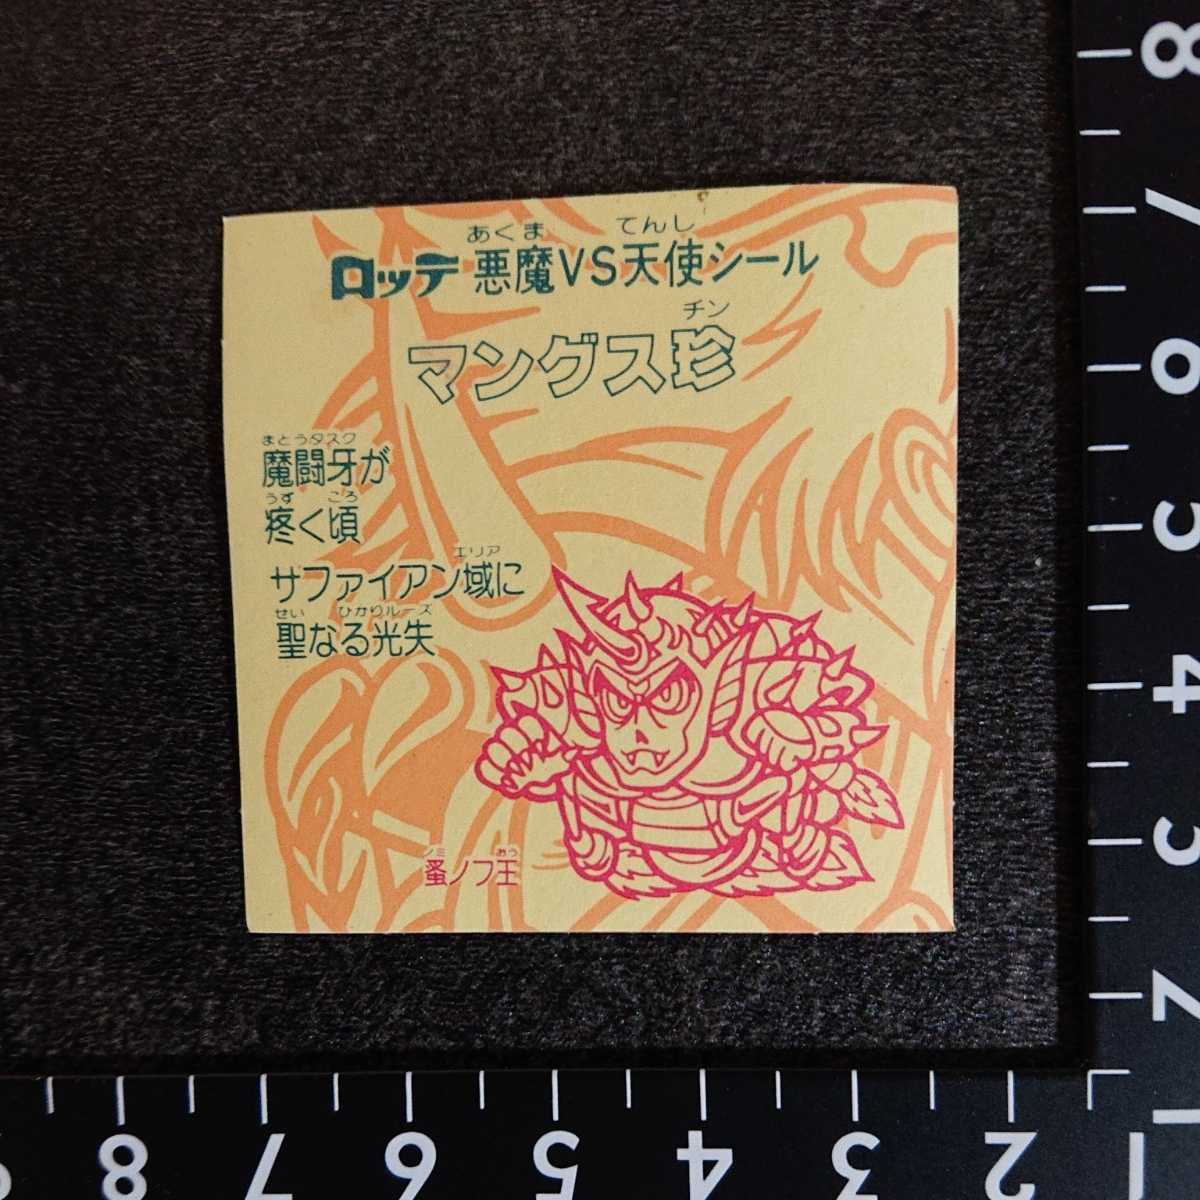 あくま てんし
ロッテ 悪魔VS天使シール
チン
マングス珍
まとうタスク
魔闘牙が
うず ころ
疼く頃
エリア
サファイアン域に
せい ひかりルーズ
聖なる光失
ノミ おう
蚤ノフ王
8
7
6
5
4
3
2
1
9 8 7 6 5 4 3 2 1